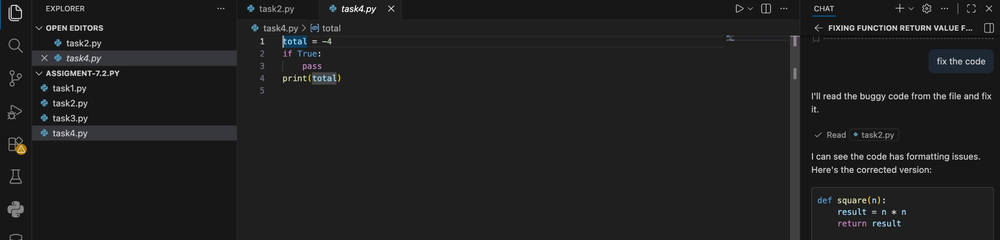 EXPLORER
OPEN EDITORS
task2.py
task4.py
ASSIGMENT-7.2.PY
task1.py
task2.py
task3.py
task4.py
task2.py
task4.py
task4.py > total
1 total = -4
2 if True:
3 pass
4 print(total)
5
CHAT
FIXING FUNCTION RETURN VALUE F...
fix the code
I'll read the buggy code from the file and fix
it.
Read task2.py
I can see the code has formatting issues.
Here's the corrected version:
def square(n):
result = n * n
return result